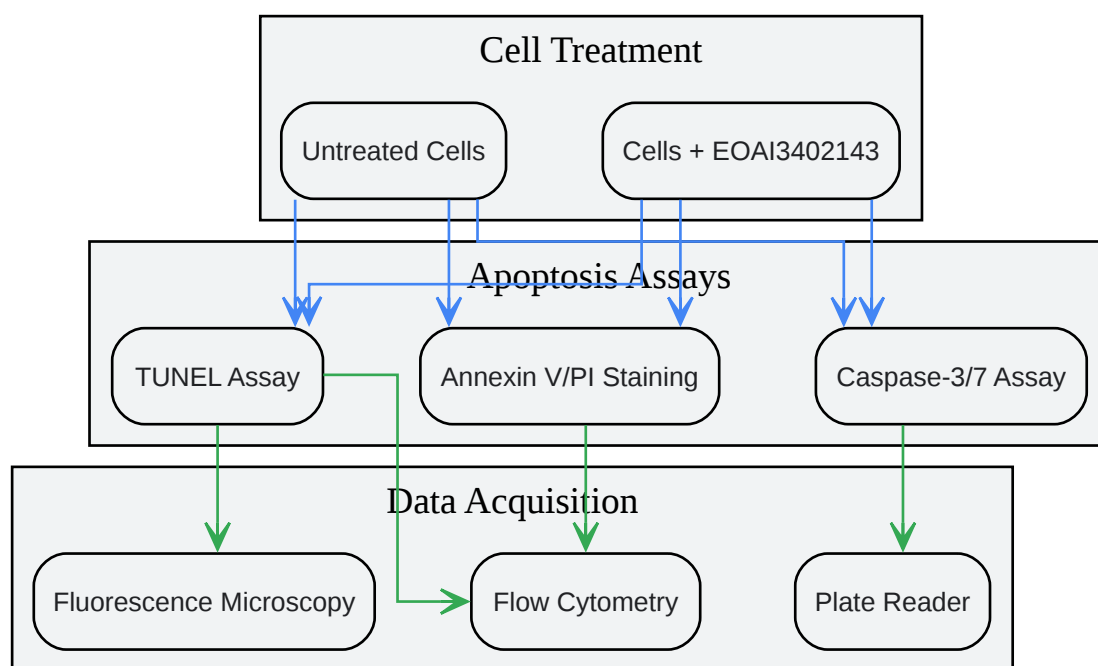 Cell Treatment
Untreated Cells
Cells + EOAI3402143
Apoptosis Assays
TUNEL Assay
Annexin V/PI Staining
Caspase-3/7 Assay
Data Acquisition
Fluorescence Microscopy
Flow Cytometry
Plate Reader